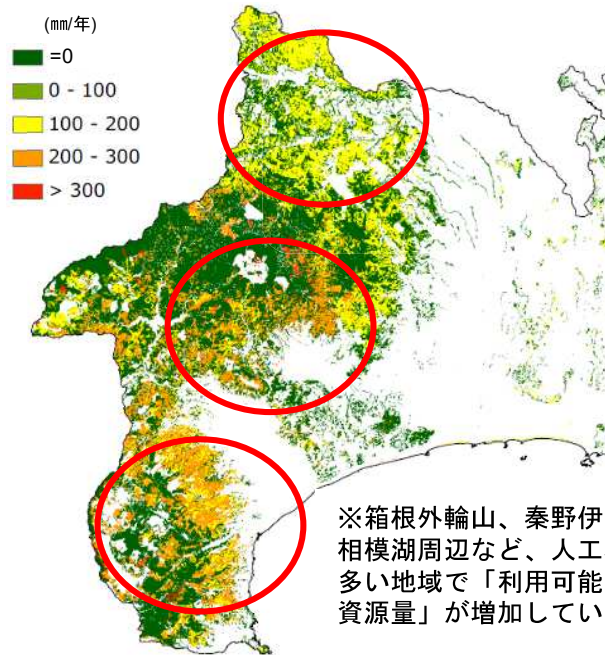 (㎜/年)
=0
0 - 100
100 - 200
200 - 300
> 300
※箱根外輪山、秦野伊
相模湖周辺など、人工
多い地域で「利用可能
資源量」が増加してい